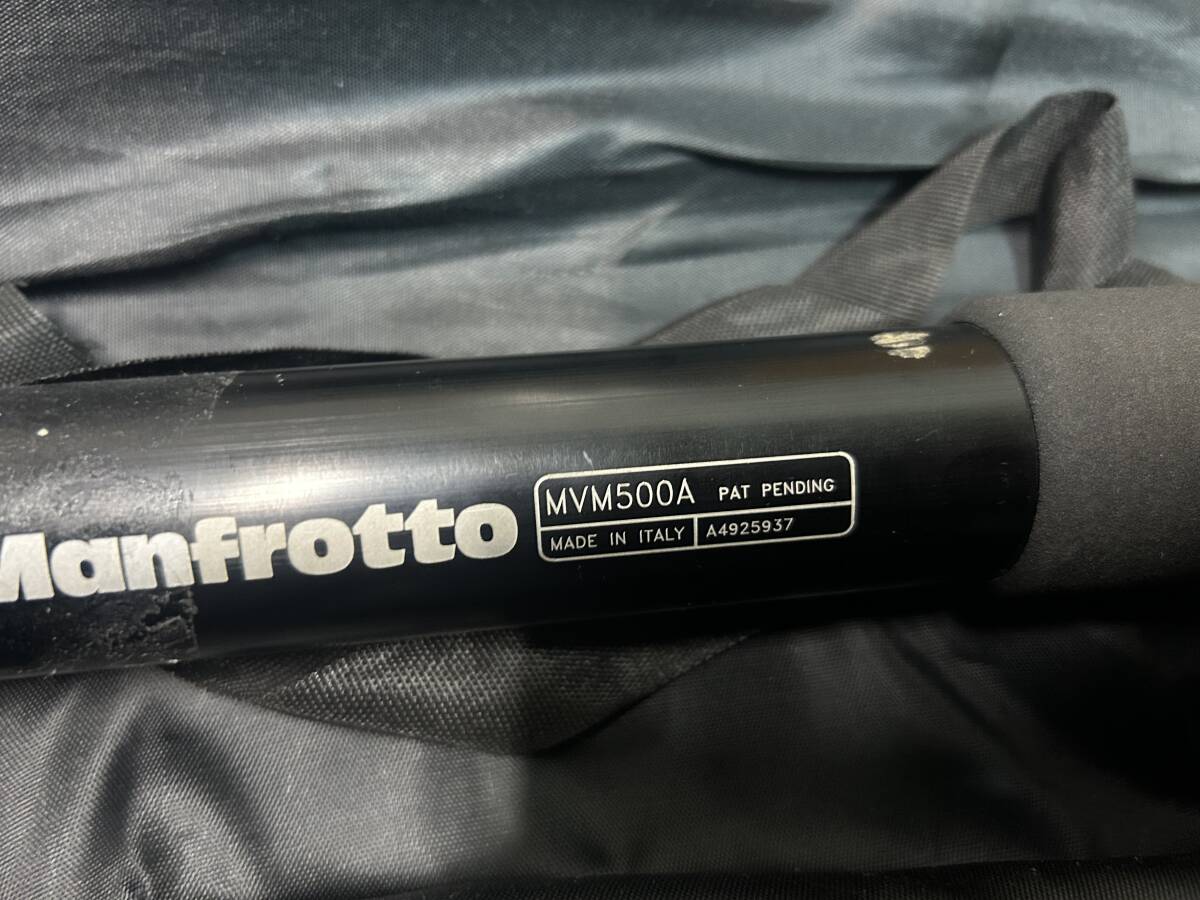 Manfrotto
MVM500A PAT PENDING
MADE IN ITALY A4925937